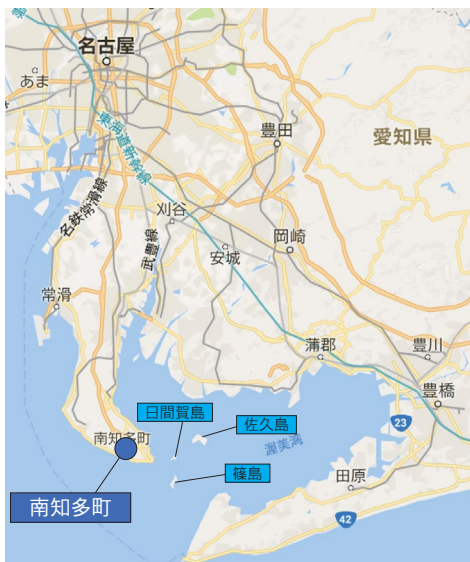 名古屋
あま
東海道新幹線
豊田
愛知県
名鉄常滑線
刈谷
武豊線
岡崎
安城
常滑
蒲郡
豊川
豊橋
日間賀島
佐久島
23
南知多町
渥美湾
篠島
田原
南知多町
42